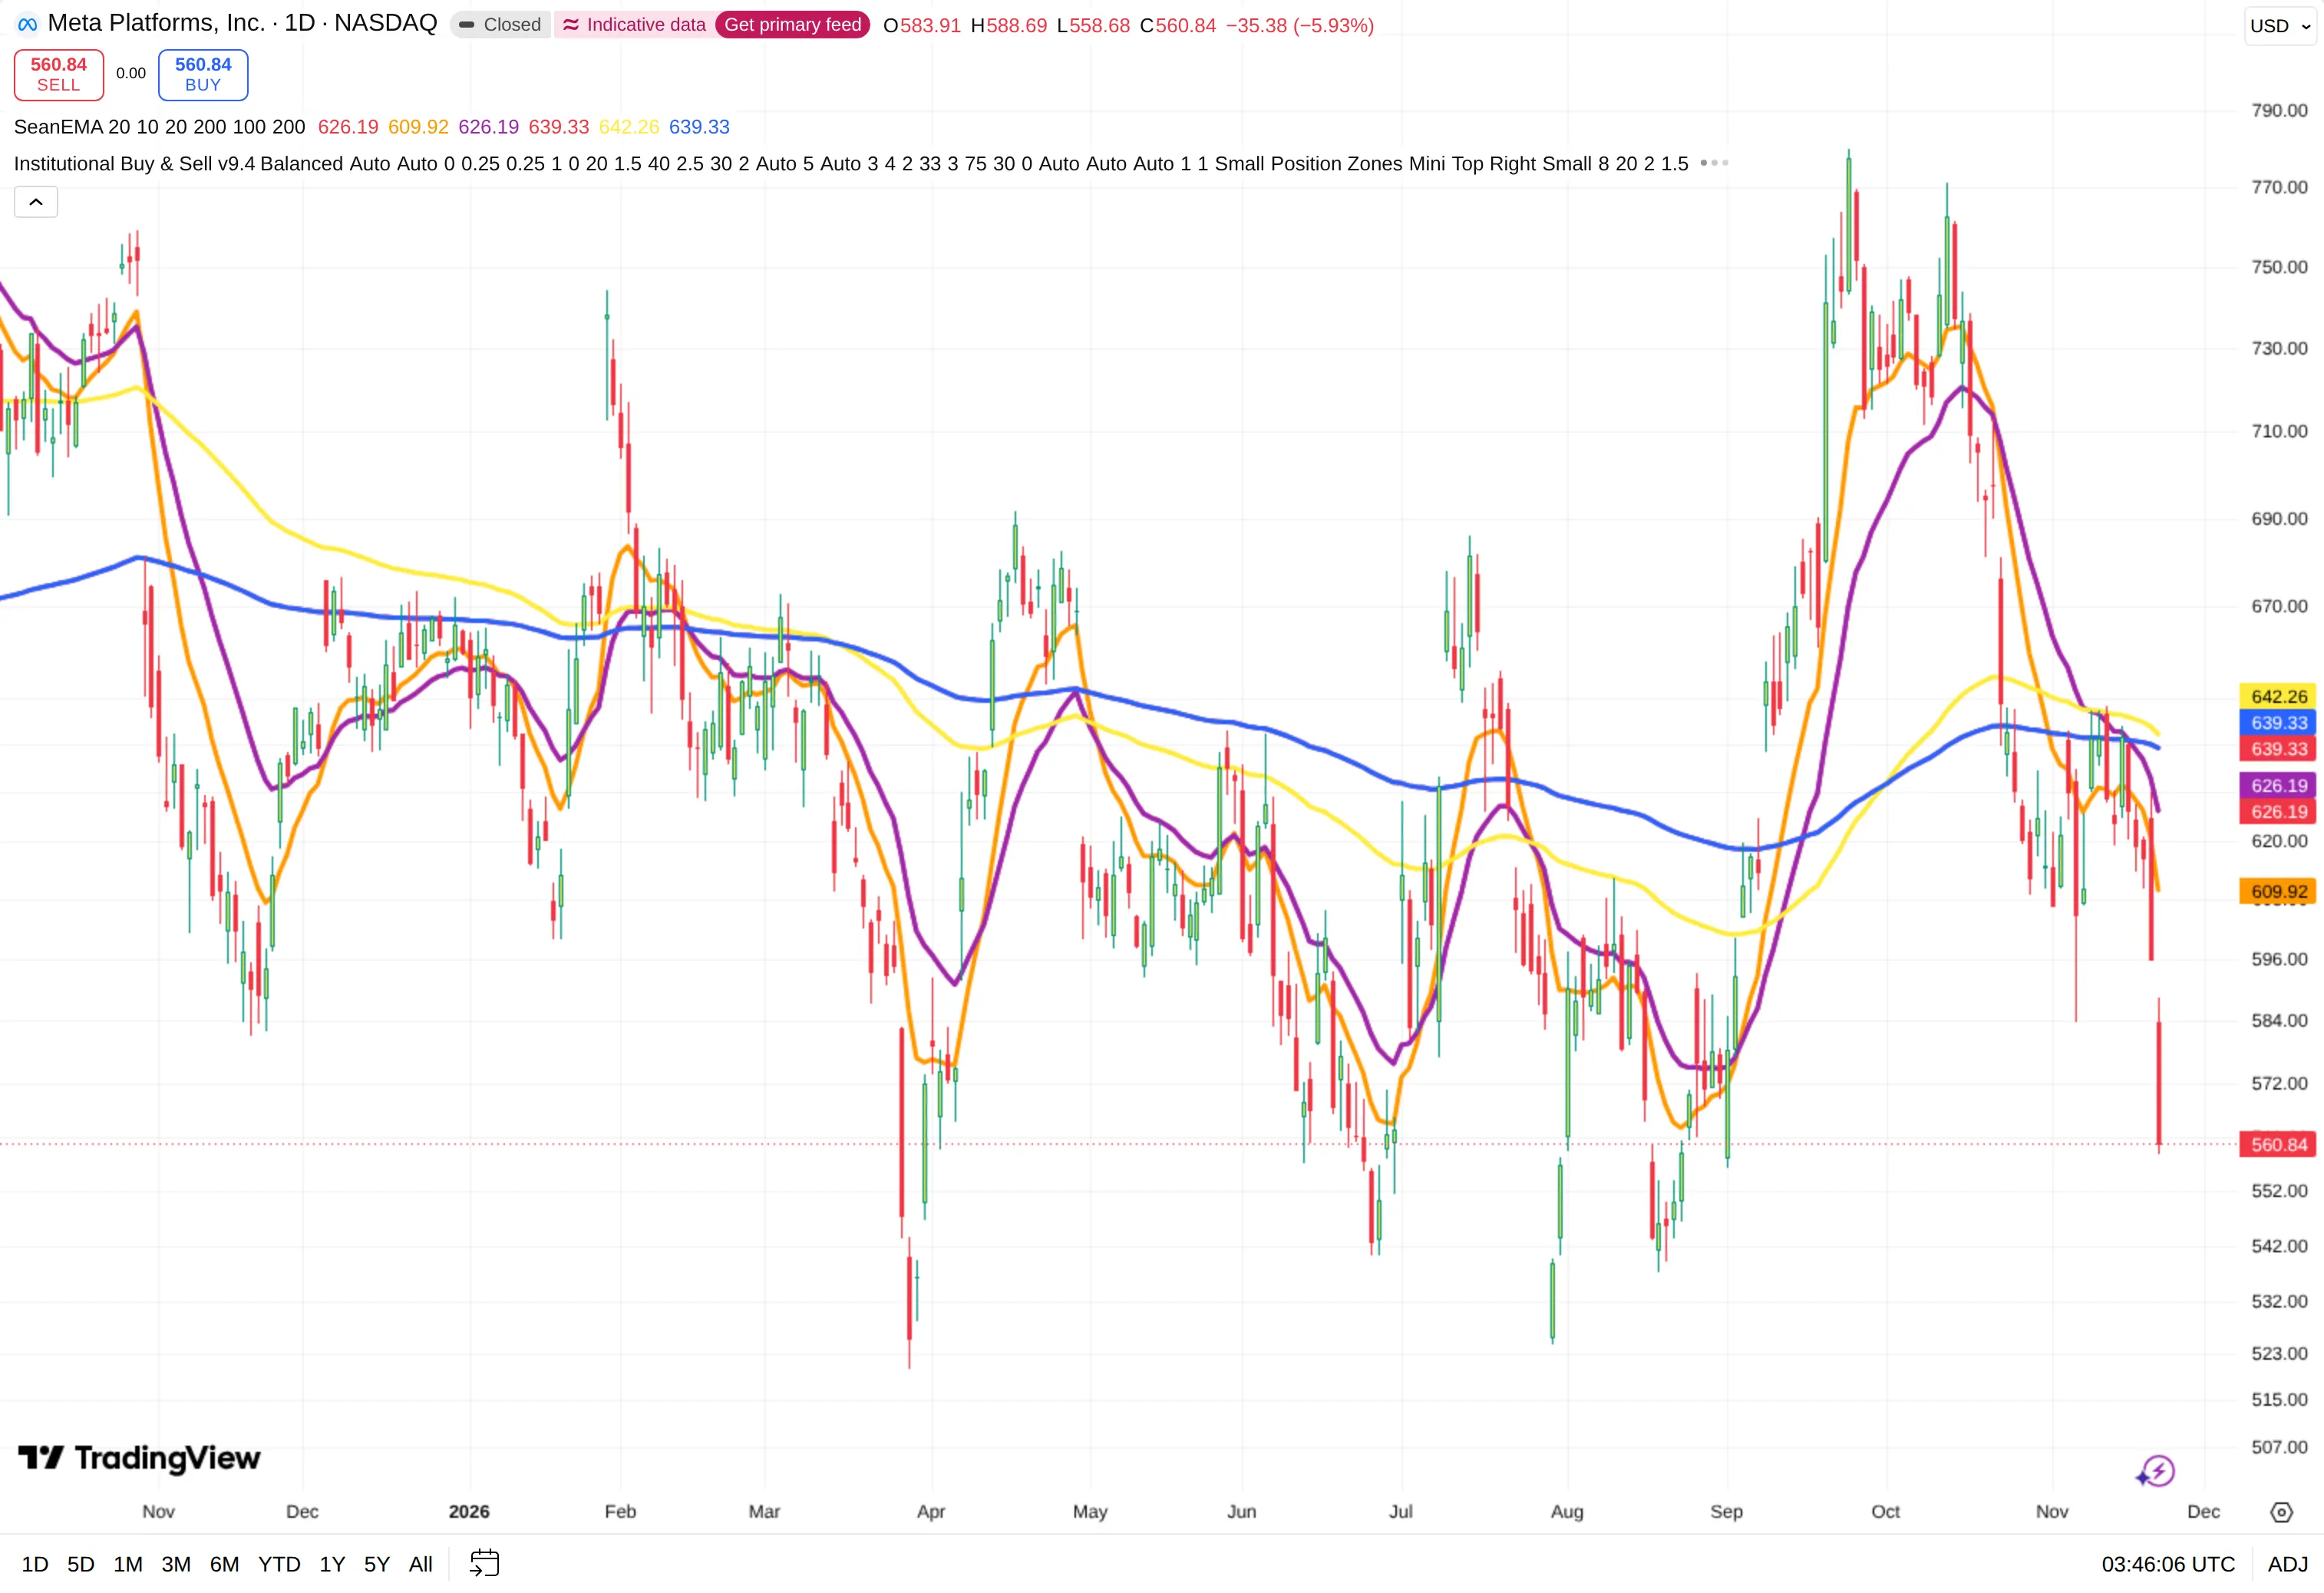 Meta Platforms, Inc. · 1D · NASDAQ Closed Indicative data Get primary feed O583.91 H588.69 L558.68 C560.84 −35.38 (−5.93%)
USD
560.84 SELL
0.00
560.84 BUY
SeanEMA 20 10 20 200 100 200 626.19 609.92 626.19 639.33 642.26 639.33
Institutional Buy & Sell v9.4 Balanced Auto Auto 0 0.25 0.25 1 0 20 1.5 40 2.5 30 2 Auto 5 Auto 3 4 2 33 3 75 30 0 Auto Auto Auto 1 1 Small Position Zones Mini Top Right Small 8 20 2 1.5
790.00
770.00
750.00
730.00
710.00
690.00
670.00
642.26
639.33
639.33
626.19
626.19
620.00
609.92
596.00
584.00
572.00
560.84
552.00
542.00
532.00
523.00
515.00
507.00
TradingView
Nov Dec 2026 Feb Mar Apr May Jun Jul Aug Sep Oct Nov Dec
1D 5D 1M 3M 6M YTD 1Y 5Y All
03:46:06 UTC ADJ